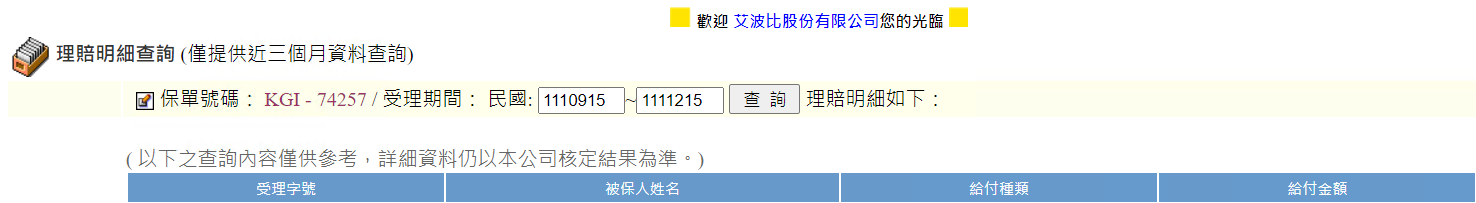 歡迎 艾波比股份有限公司您的光臨
理賠明細查詢 (僅提供近三個月資料查詢)
保單號碼： KGI - 74257 / 受理期間： 民國: 1110915~1111215 查 詢 理賠明細如下：
( 以下之查詢內容僅供參考，詳細資料仍以本公司核定結果為準。)
受理字號 被保人姓名 給付種類 給付金額